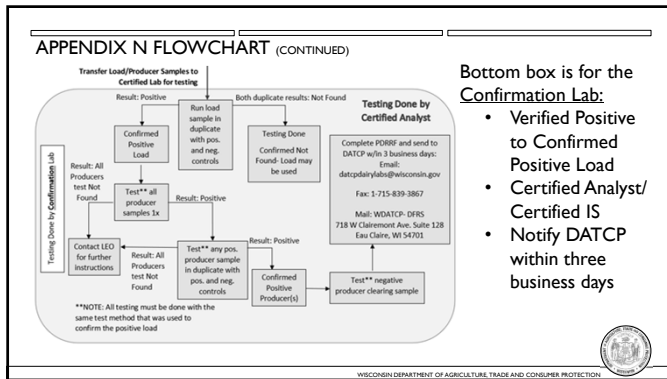 APPENDIX N FLOWCHART (CONTINUED)
Transfer Load/Producer Samples to
Certified Lab for testing
Result: Positive
Both duplicate results: Not Found
Confirmed
Positive
Load
Run load
sample in
duplicate
with pos.
and neg.
controls
Testing Done
Confirmed Not
Found- Load may
be used
Testing Done by
Certified Analyst
Complete PDRRF and send to
DATCP w/in 3 business days:
Email:
datcpdairylabs@wisconsin.gov
Fax: 1-715-839-3867
Mail: WDATCP- DFRS
718 W Clairemont Ave. Suite 128
Eau Claire, WI 54701
Testing Done by Confirmation Lab
Result: All
Producers
test Not
Found
Test** all
producer
samples 1x
Result: Positive
Contact LEO
for further
instructions
Result: All
Producers
test Not
Found
Test** any pos.
producer sample
in duplicate with
pos. and neg.
controls
Result: Positive
Confirmed
Positive
Producer(s)
Test** negative
producer clearing sample
**NOTE: All testing must be done with the
same test method that was used to
confirm the positive load
Bottom box is for the
Confirmation Lab:
• Verified Positive
to Confirmed
Positive Load
• Certified Analyst/
Certified IS
• Notify DATCP
within three
business days
WISCONSIN DEPARTMENT OF AGRICULTURE, TRADE AND CONSUMER PROTECTION